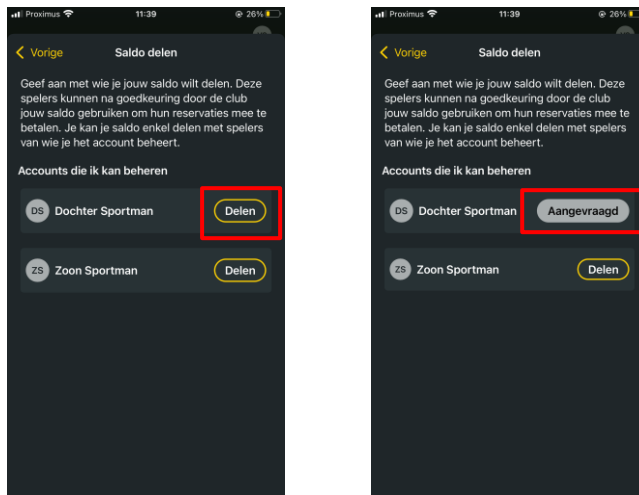 Proximus 11:39 26%
Vorige Saldo delen
Geef aan met wie je jouw saldo wilt delen. Deze
spelers kunnen na goedkeuring door de club
jouw saldo gebruiken om hun reservaties mee te
betalen. Je kan je saldo enkel delen met spelers
van wie je het account beheert.
Accounts die ik kan beheren
DS Dochter Sportman Delen
ZS Zoon Sportman Delen
Proximus 11:39 26%
Vorige Saldo delen
Geef aan met wie je jouw saldo wilt delen. Deze
spelers kunnen na goedkeuring door de club
jouw saldo gebruiken om hun reservaties mee te
betalen. Je kan je saldo enkel delen met spelers
van wie je het account beheert.
Accounts die ik kan beheren
DS Dochter Sportman Aangevraagd
ZS Zoon Sportman Delen